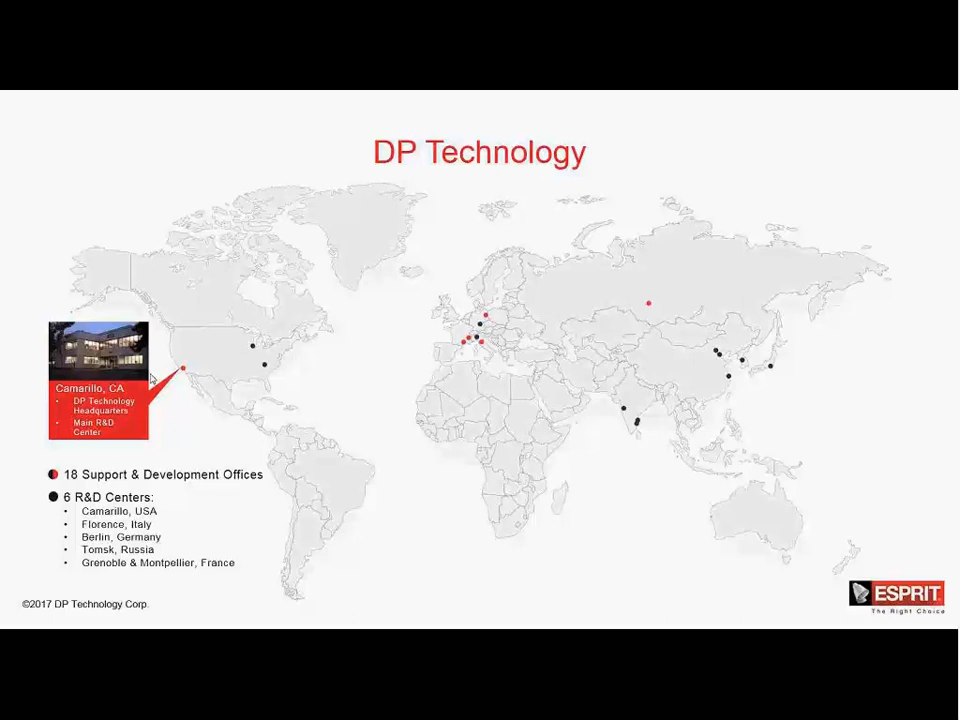 DP Technology
Camarillo, CA
• DP Technology
Headquarters
• Main R&D
Center
18 Support & Development Offices
6 R&D Centers:
• Camarillo, USA
• Florence, Italy
• Berlin, Germany
• Tomsk, Russia
• Grenoble & Montpellier, France
©2017 DP Technology Corp.
ESPRIT
The Right Choice